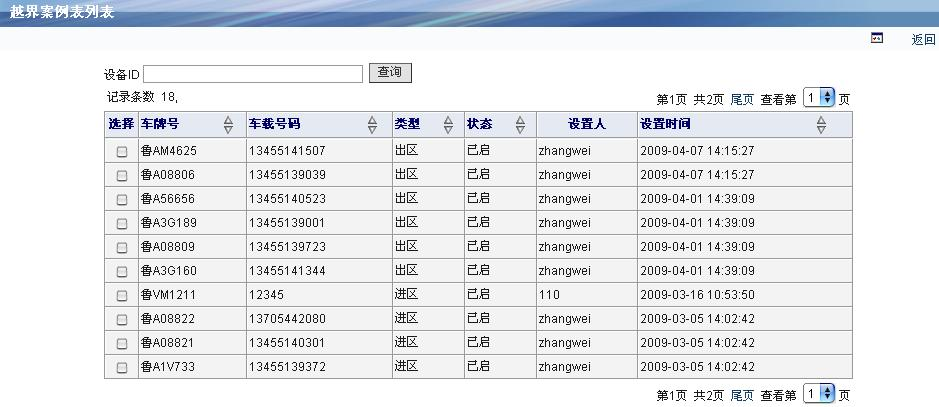 越界案例表列表
返回
设备ID 查询
记录条数 18,
第1页 共2页 尾页 查看第 1 页
选择 车牌号 车载号码 类型 状态 设置人 设置时间
鲁AM4625 13455141507 出区 已启 zhangwei 2009-04-07 14:15:27
鲁A08806 13455139039 出区 已启 zhangwei 2009-04-07 14:15:27
鲁A56656 13455140523 出区 已启 zhangwei 2009-04-01 14:39:09
鲁A3G189 13455139001 出区 已启 zhangwei 2009-04-01 14:39:09
鲁A08809 13455139723 出区 已启 zhangwei 2009-04-01 14:39:09
鲁A3G160 13455141344 出区 已启 zhangwei 2009-04-01 14:39:09
鲁VM1211 12345 进区 已启 110 2009-03-16 10:53:50
鲁A08822 13705442080 进区 已启 zhangwei 2009-03-05 14:02:42
鲁A08821 13455140301 进区 已启 zhangwei 2009-03-05 14:02:42
鲁A1V733 13455139372 进区 已启 zhangwei 2009-03-05 14:02:42
第1页 共2页 尾页 查看第 1 页